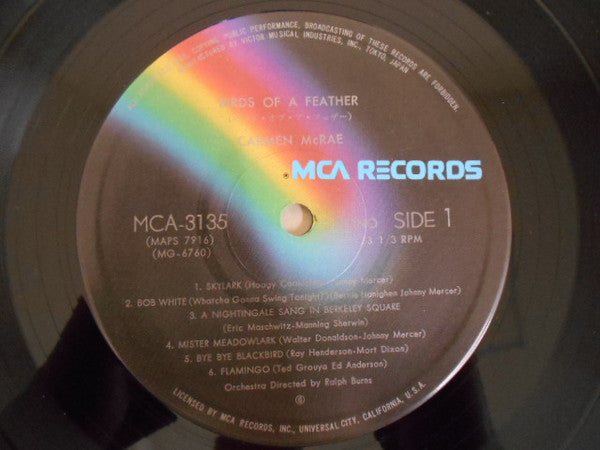 COPYING, PUBLIC PERFORMANCE, BROADCASTING OF THESE RECORDS ARE FORBIDDEN.
MANUFACTURED BY VICTOR MUSICAL INDUSTRIES, INC., TOKYO, JAPAN
BIRDS OF A FEATHER
CARMEN McRAE
® MCA RECORDS
MCA-3135
SIDE 1
(MAPS 7916)
1/3 RPM
(MG-6760)
1. SKYLARK (Hoagy Mercer)
2. BOB WHITE (Whatcha Gonna Swing Tonight?) (Bernie Hanighen Johnny Mercer)
3. A NIGHTINGALE SANG IN BERKELEY SQUARE
(Eric Maschwitz-Manning Sherwin)
4. MISTER MEADOWLARK (Walter Donaldson-Johnny Mercer)
5. BYE BYE BLACKBIRD (Ray Henderson-Mort Dixon)
6. FLAMINGO (Ted Grouya Ed Anderson)
Orchestra Directed by Ralph Burns
LICENSED BY MCA RECORDS, INC., UNIVERSAL CITY, CALIFORNIA, U.S.A.